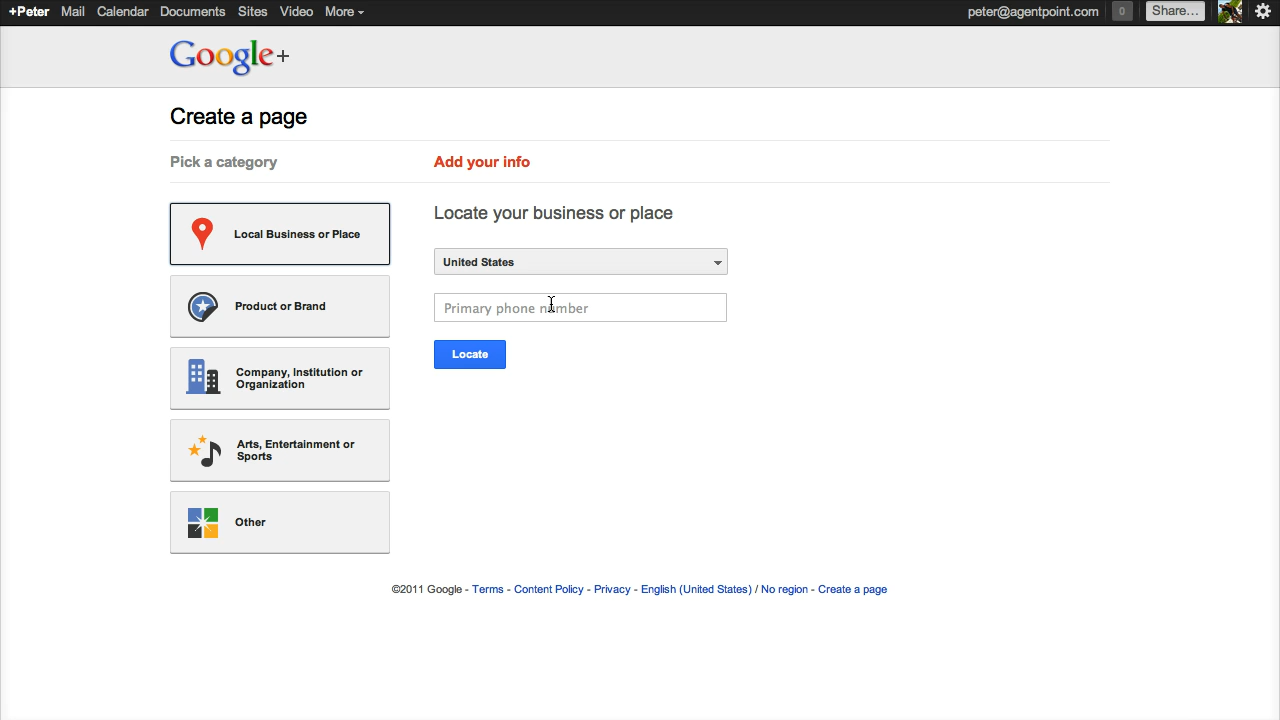 +Peter Mail Calendar Documents Sites Video More peter@agentpoint.com 0 Share...
Google+
Create a page
Pick a category
Add your info
Local Business or Place
Product or Brand
Company, Institution or
Organization
Arts, Entertainment or
Sports
Other
Locate your business or place
United States
Primary phone number
Locate
©2011 Google - Terms - Content Policy - Privacy - English (United States) / No region - Create a page